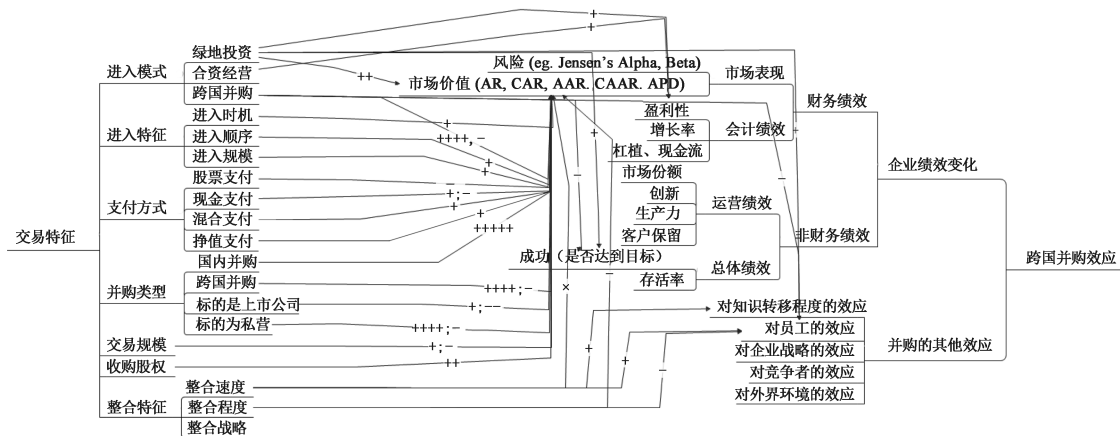 交易特征
进入模式
绿地投资
合资经营
跨国并购
进入特征
进入时机
进入顺序
进入规模
支付方式
股票支付
现金支付
混合支付
挣值支付
并购类型
国内并购
跨国并购
标的是上市公司
标的为私营
交易规模
收购股权
整合特征
整合速度
整合程度
整合战略
+
+
++
+
++++,-
+
+
-
+;-
+
+
+++++
++++;-
+;--
++++;-
+;-
++
-
+
-
+
×
-
+
+
-
-
风险 (eg. Jensen's Alpha, Beta)
市场价值 (AR, CAR, AAR. CAAR. APD)
市场表现
盈利性
增长率
杠植、现金流
会计绩效
财务绩效
市场份额
创新
生产力
客户保留
运营绩效
成功（是否达到目标）
存活率
总体绩效
非财务绩效
企业绩效变化
对知识转移程度的效应
对员工的效应
对企业战略的效应
对竞争者的效应
对外界环境的效应
并购的其他效应
跨国并购效应